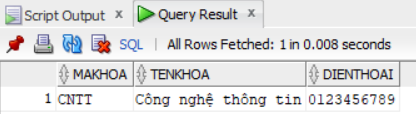 Script Output x Query Result x
SQL | All Rows Fetched: 1 in 0.008 seconds
MAKHOA TENKHOA DIENTHOAI
1 CNTT Công nghệ thông tin 0123456789